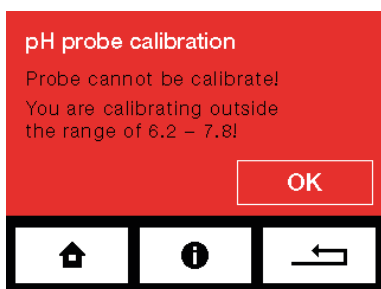 pH probe calibration
Probe cannot be calibrate!
You are calibrating outside
the range of 6.2 – 7.8!
OK